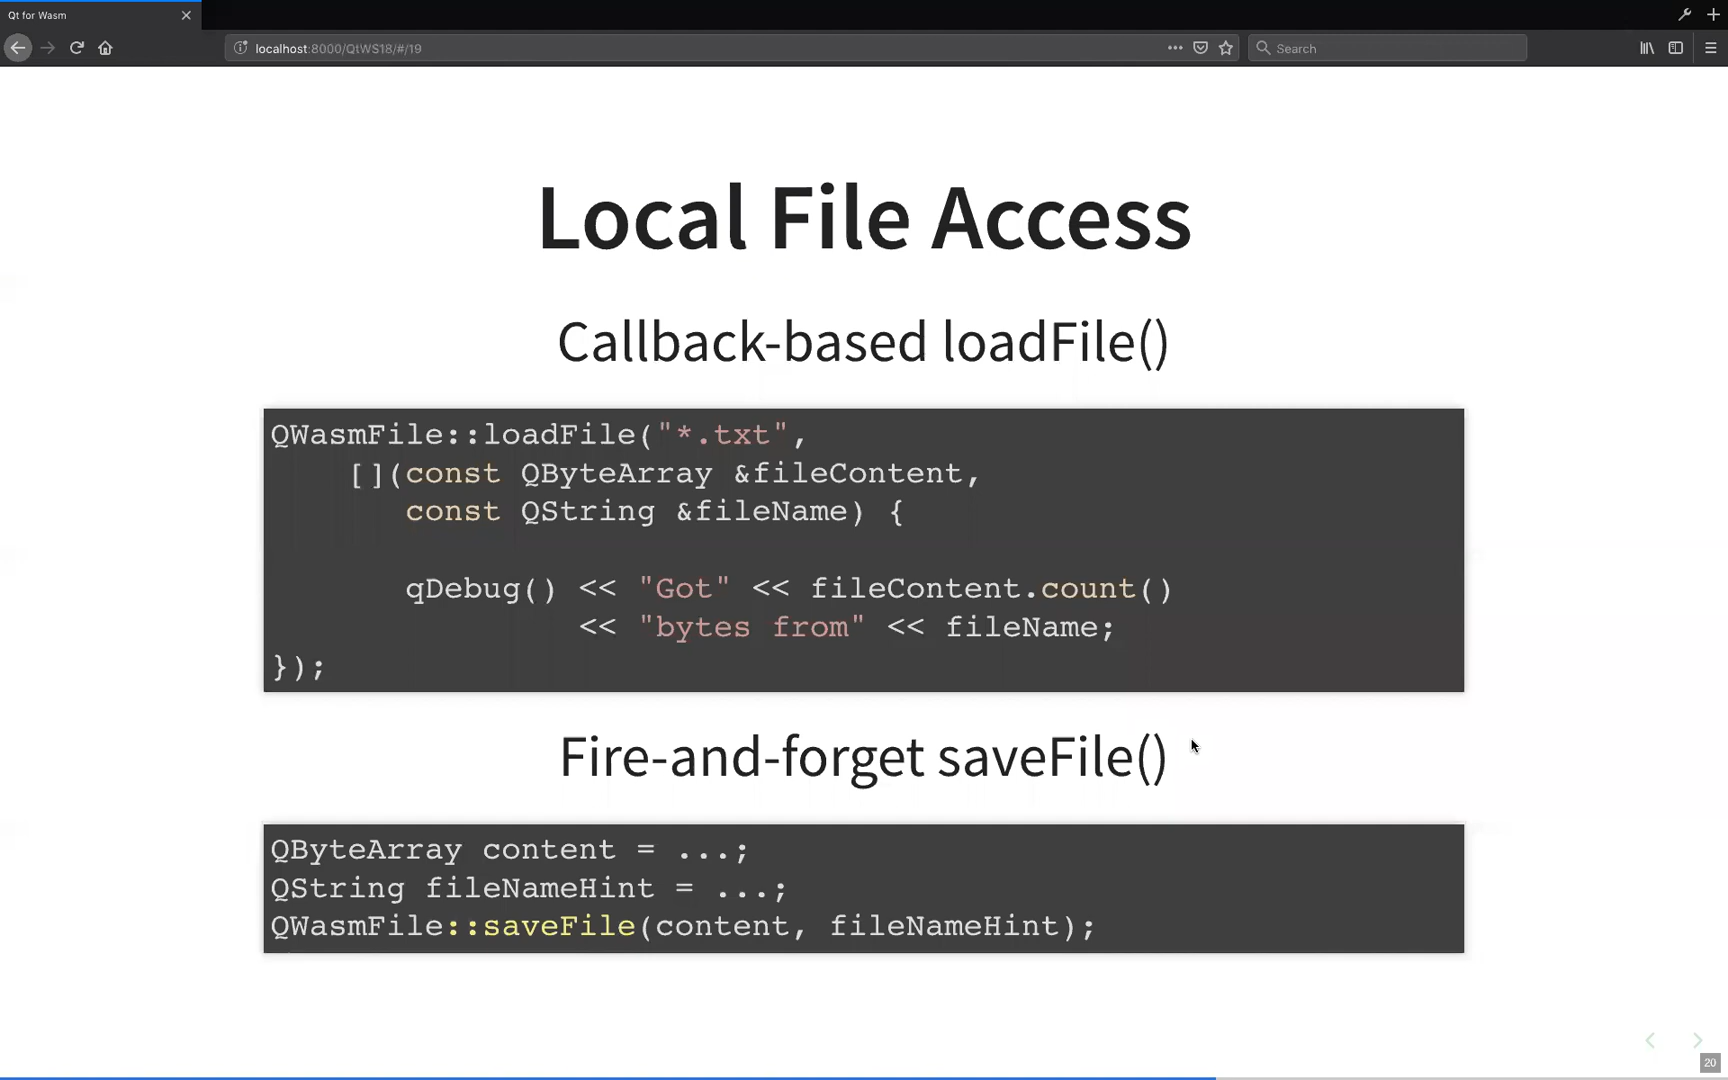 Qt for Wasm
localhost:8000/QtWS18/#/19
Search
Local File Access
Callback-based loadFile()
QWasmFile::loadFile("*.txt",
    [](const QByteArray &fileContent,
       const QString &fileName) {
       qDebug() << "Got" << fileContent.count()
                << "bytes from" << fileName;
});
Fire-and-forget saveFile()
QByteArray content = ...;
QString fileNameHint = ...;
QWasmFile::saveFile(content, fileNameHint);
20